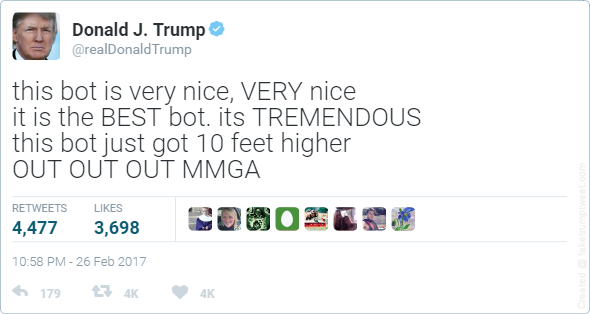 Donald J. Trump
@realDonaldTrump
this bot is very nice, VERY nice
it is the BEST bot. its TREMENDOUS
this bot just got 10 feet higher
OUT OUT OUT MMGA
RETWEETS LIKES
4,477 3,698
10:58 PM - 26 Feb 2017
179 4K 4K
Created @ faketrumptweet.com